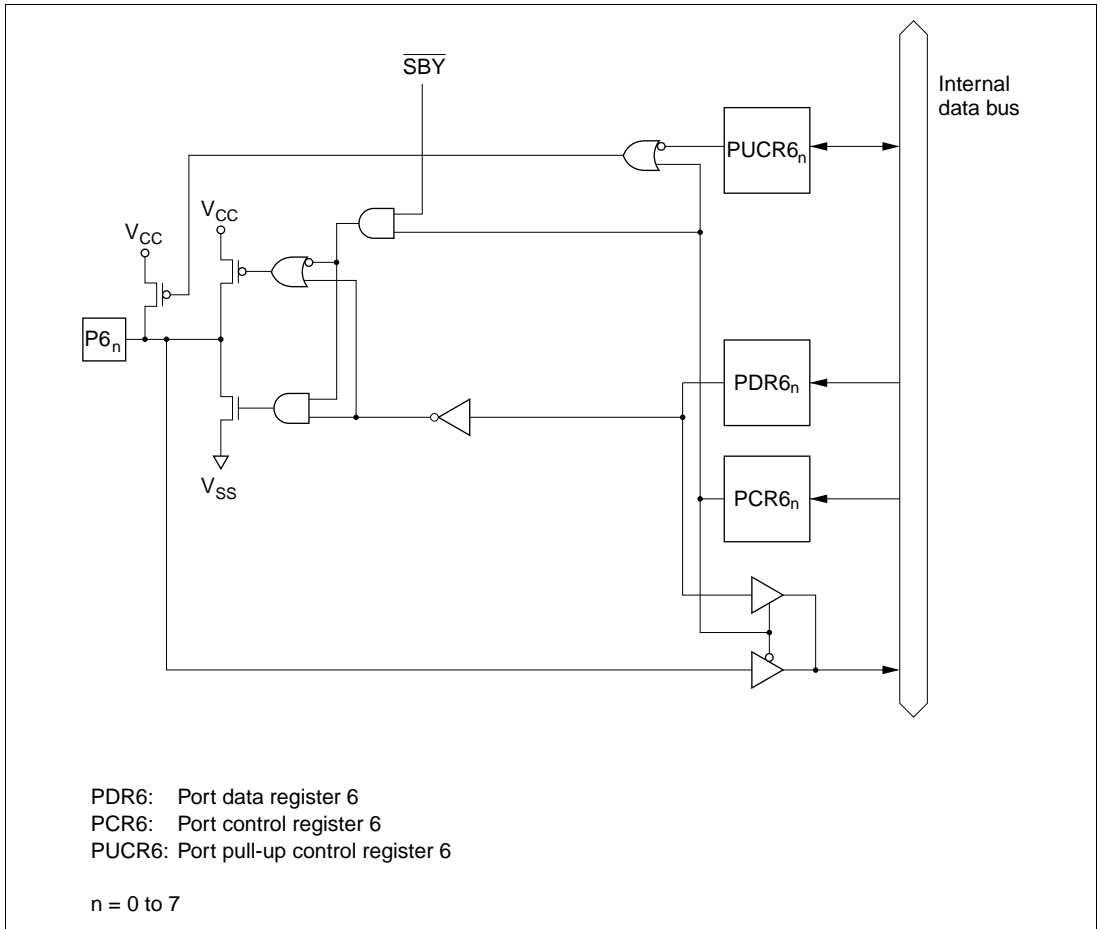 SBY
Internal
data bus
PUCR6n
VCC
VCC
P6n
PDR6n
VSS
PCR6n
PDR6: Port data register 6
PCR6: Port control register 6
PUCR6: Port pull-up control register 6
n = 0 to 7